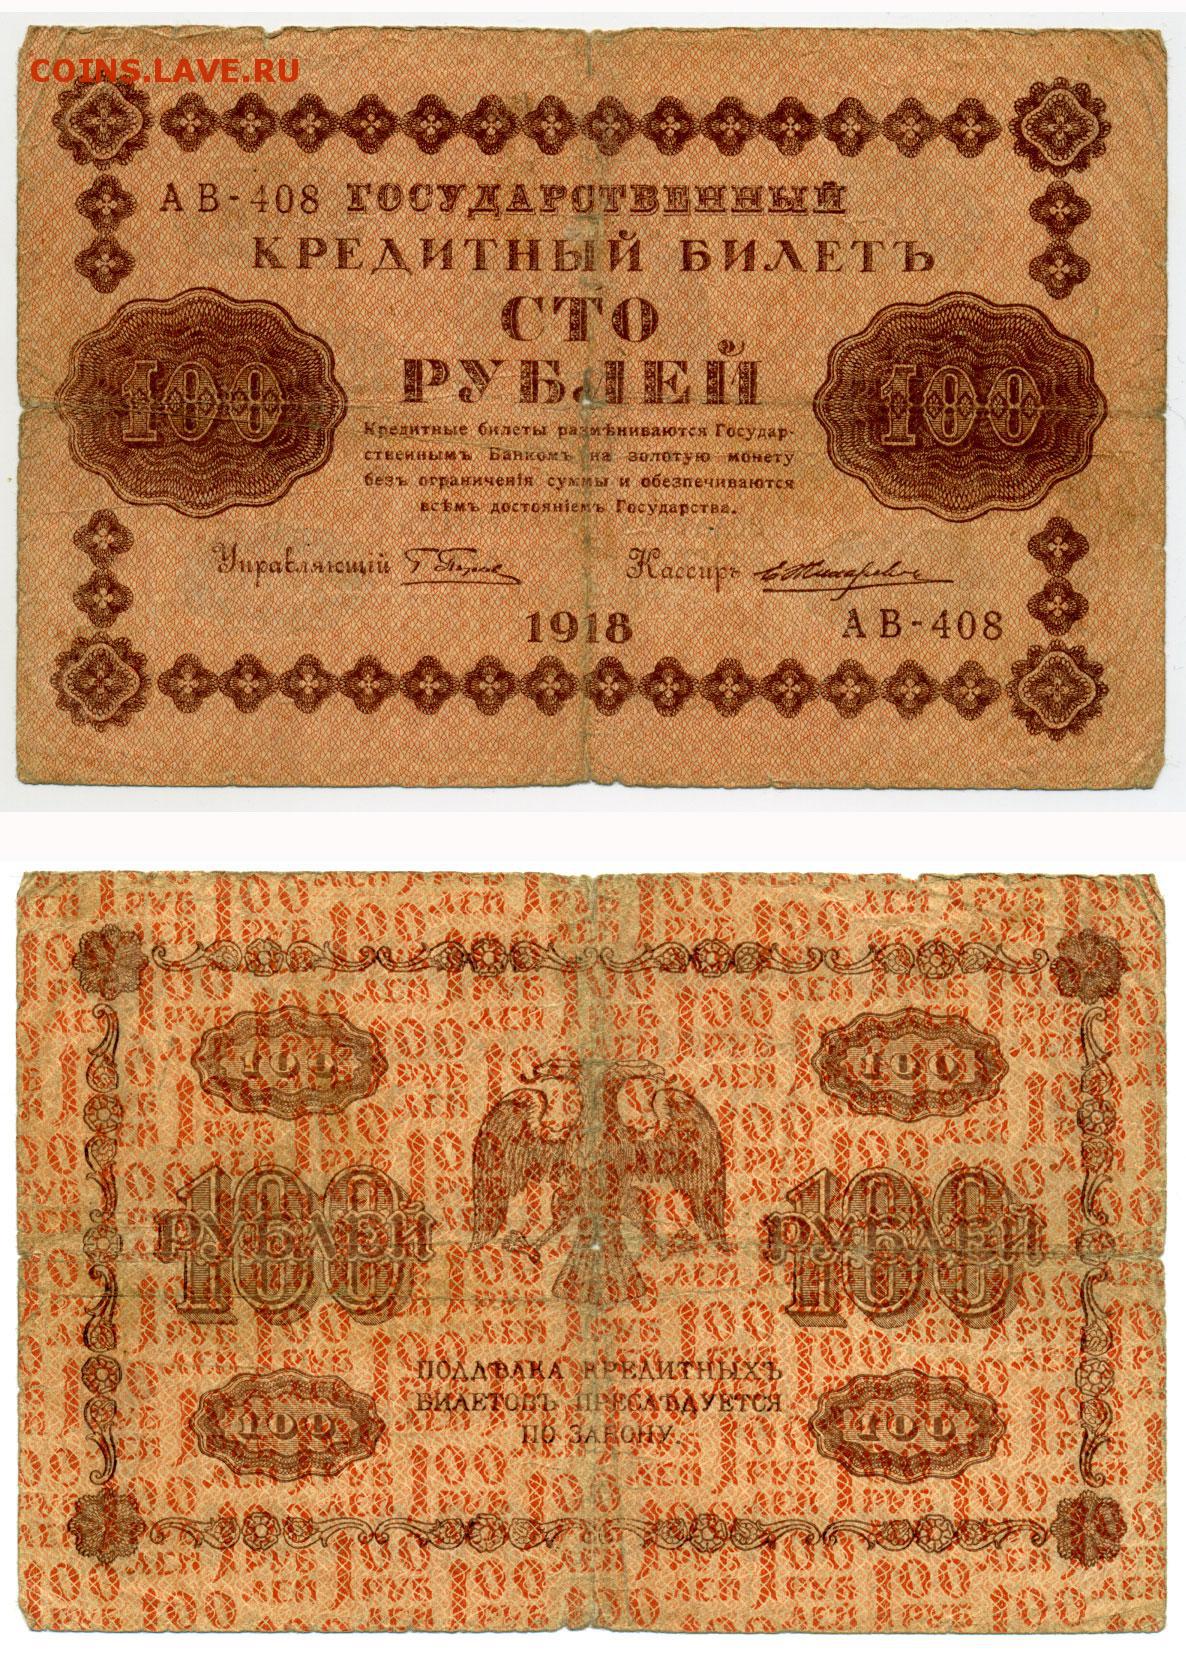 COINS.LAVE.RU
АВ-408 ГОСУДАРСТВЕННЫЙ
КРЕДИТНЫЙ БИЛЕТЪ
СТО
РУБЛЕЙ
100 100
Кредитные билеты размѣниваются Государ-
ственнымъ Банкомъ на золотую монету
безъ ограниченія суммы и обезпечиваются
всѣмъ достояніемъ Государства.
Управляющій Кассиръ
1918 АВ-408
100 100
100 100
РУБЛЕЙ РУБЛЕЙ
ПОДДѢЛКА КРЕДИТНЫХЪ
БИЛЕТОВЪ ПРЕСЛѢДУЕТСЯ
ПО ЗАКОНУ.
100 100